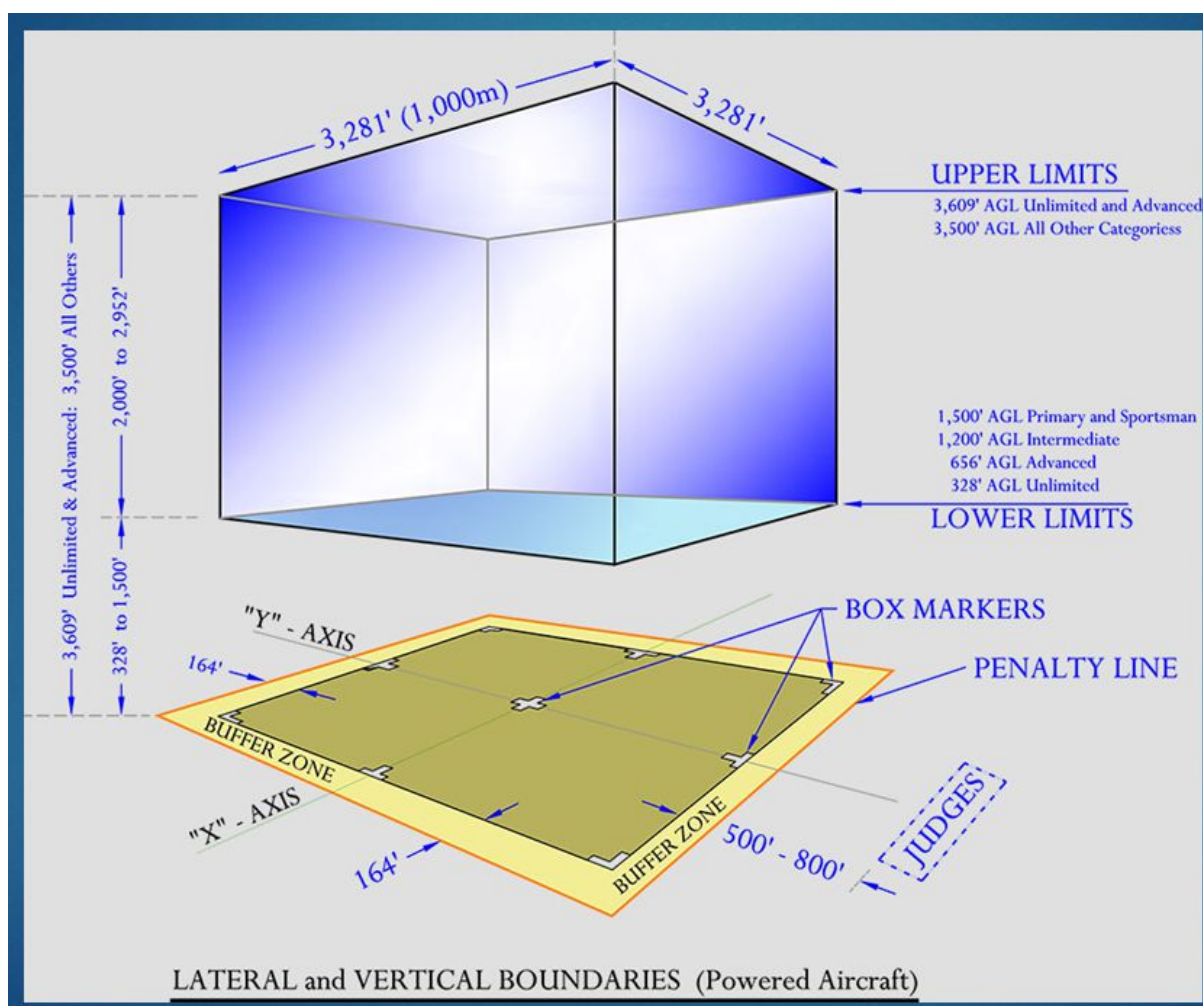 3,281' (1,000m)
3,281'
UPPER LIMITS
3,609' AGL Unlimited and Advanced
3,500' AGL All Other Categoriess
3,609' Unlimited & Advanced: 3,500' All Others
2,000' to 2,952'
328' to 1,500'
1,500' AGL Primary and Sportsman
1,200' AGL Intermediate
656' AGL Advanced
328' AGL Unlimited
LOWER LIMITS
"Y" - AXIS
BOX MARKERS
164'
PENALTY LINE
BUFFER ZONE
"X" - AXIS
164'
BUFFER ZONE
500' - 800'
JUDGES
LATERAL and VERTICAL BOUNDARIES (Powered Aircraft)